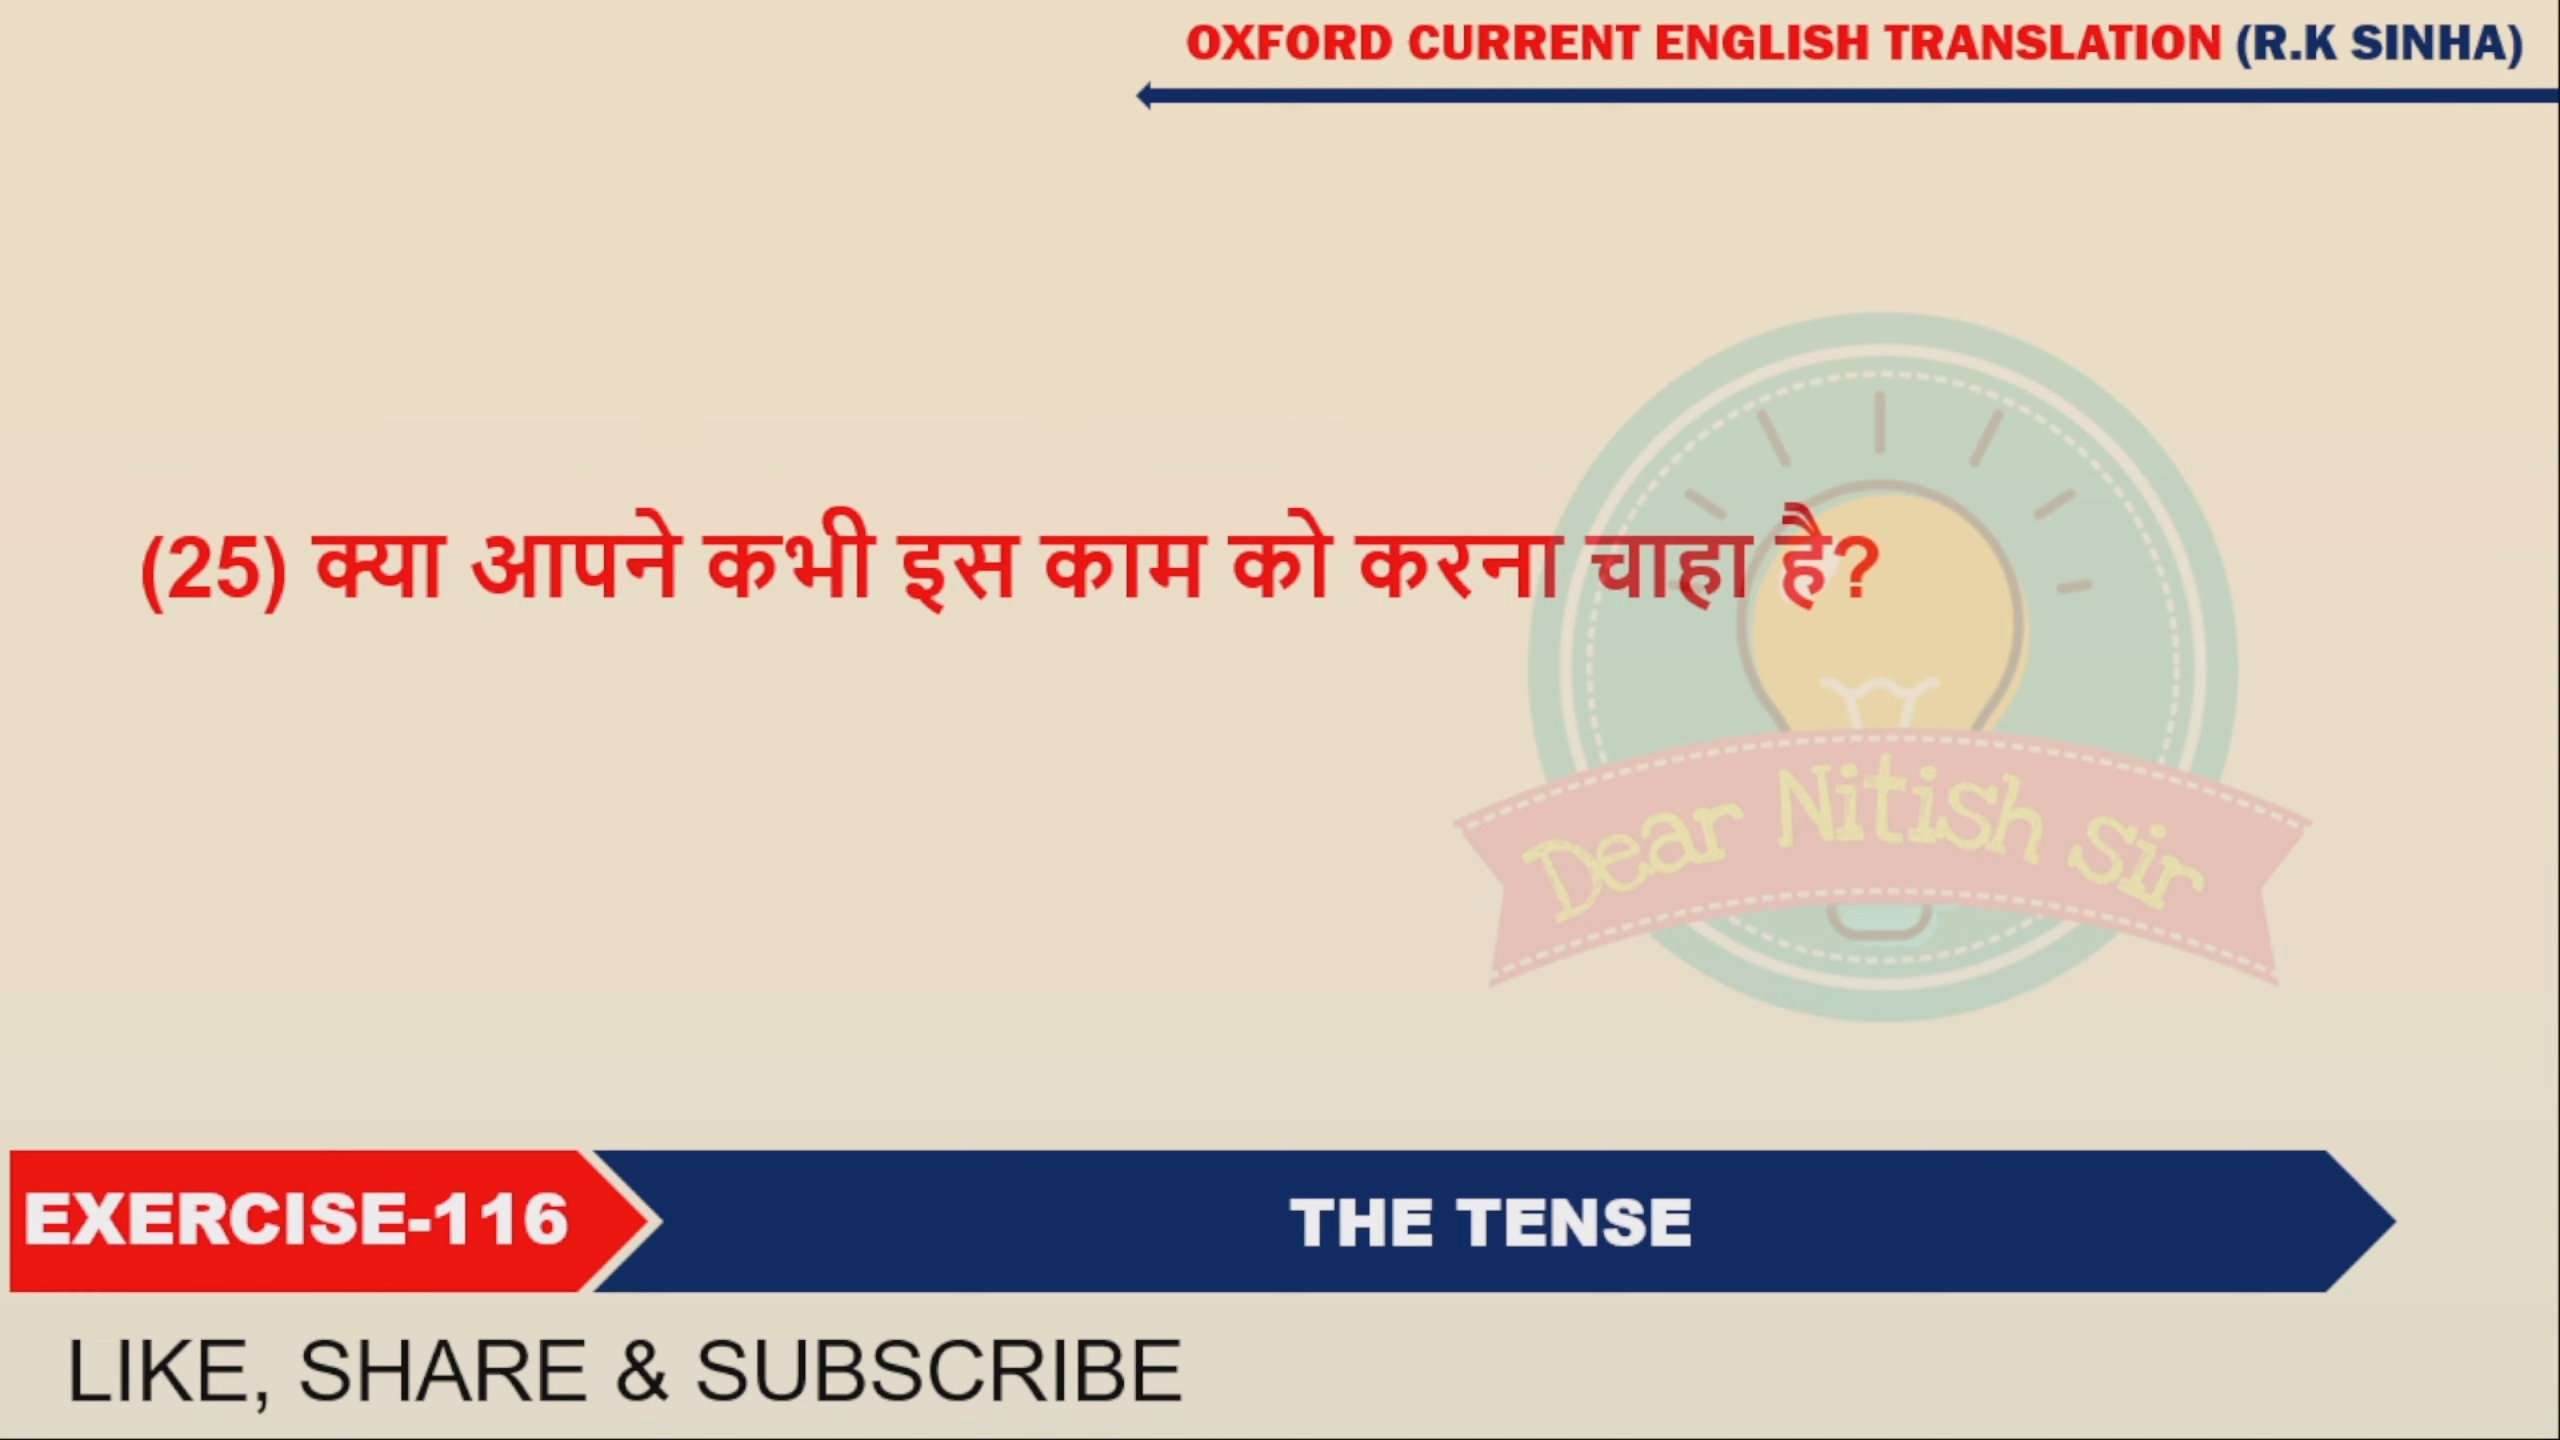 OXFORD CURRENT ENGLISH TRANSLATION (R.K SINHA)
(25) क्या आपने कभी इस काम को करना चाहा है?
Dear Nitish Sir
EXERCISE-116
THE TENSE
LIKE, SHARE & SUBSCRIBE